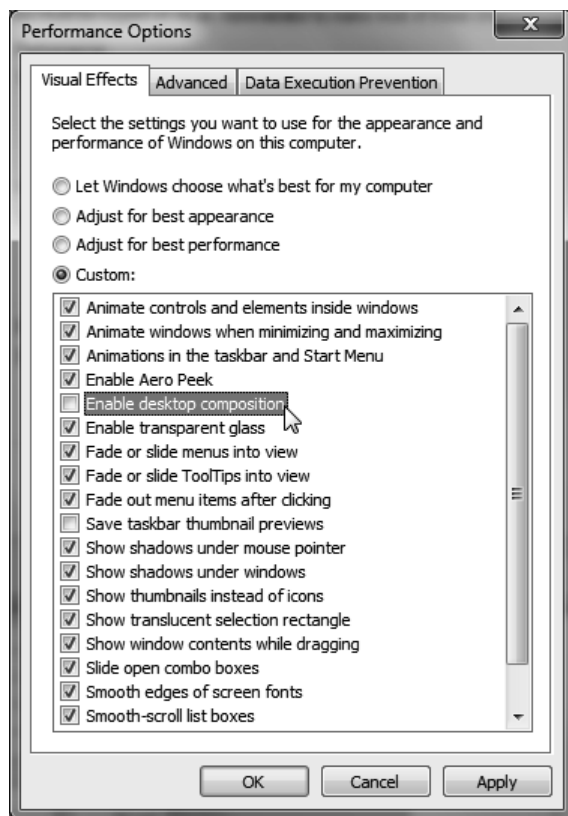 Performance Options
Visual Effects
Advanced
Data Execution Prevention
Select the settings you want to use for the appearance and
performance of Windows on this computer.
Let Windows choose what's best for my computer
Adjust for best appearance
Adjust for best performance
Custom:
Animate controls and elements inside windows
Animate windows when minimizing and maximizing
Animations in the taskbar and Start Menu
Enable Aero Peek
Enable desktop composition
Enable transparent glass
Fade or slide menus into view
Fade or slide ToolTips into view
Fade out menu items after clicking
Save taskbar thumbnail previews
Show shadows under mouse pointer
Show shadows under windows
Show thumbnails instead of icons
Show translucent selection rectangle
Show window contents while dragging
Slide open combo boxes
Smooth edges of screen fonts
Smooth-scroll list boxes
OK
Cancel
Apply